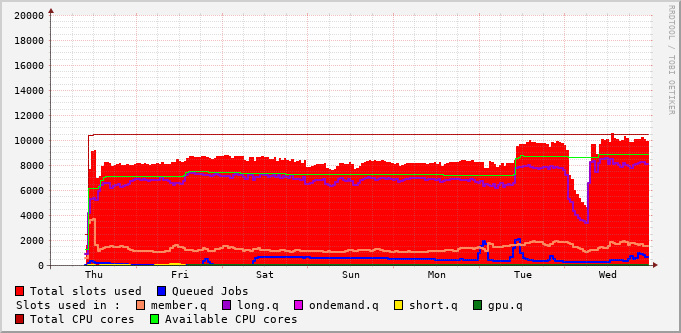 RRDTOOL / TOBI OETIKER
20000
18000
16000
14000
12000
10000
8000
6000
4000
2000
0
Thu Fri Sat Sun Mon Tue Wed
Total slots used Queued Jobs
Slots used in : member.q long.q ondemand.q short.q gpu.q
Total CPU cores Available CPU cores